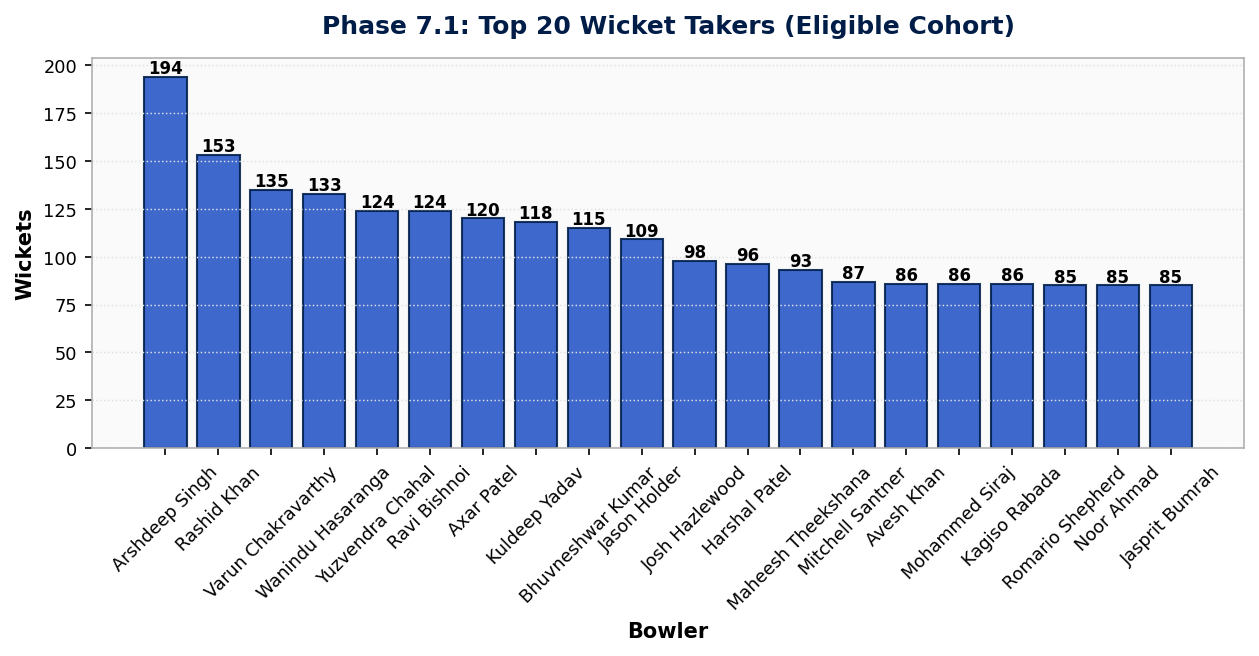 Phase 7.1: Top 20 Wicket Takers (Eligible Cohort)
Wickets
200
175
150
125
100
75
50
25
0
194
153
135
133
124
124
120
118
115
109
98
96
93
87
86
86
86
85
85
85
Arshdeep Singh
Rashid Khan
Varun Chakravarthy
Wanindu Hasaranga
Yuzvendra Chahal
Ravi Bishnoi
Axar Patel
Kuldeep Yadav
Bhuvneshwar Kumar
Jason Holder
Josh Hazlewood
Harshal Patel
Maheesh Theekshana
Mitchell Santner
Avesh Khan
Mohammed Siraj
Kagiso Rabada
Romario Shepherd
Noor Ahmad
Jasprit Bumrah
Bowler